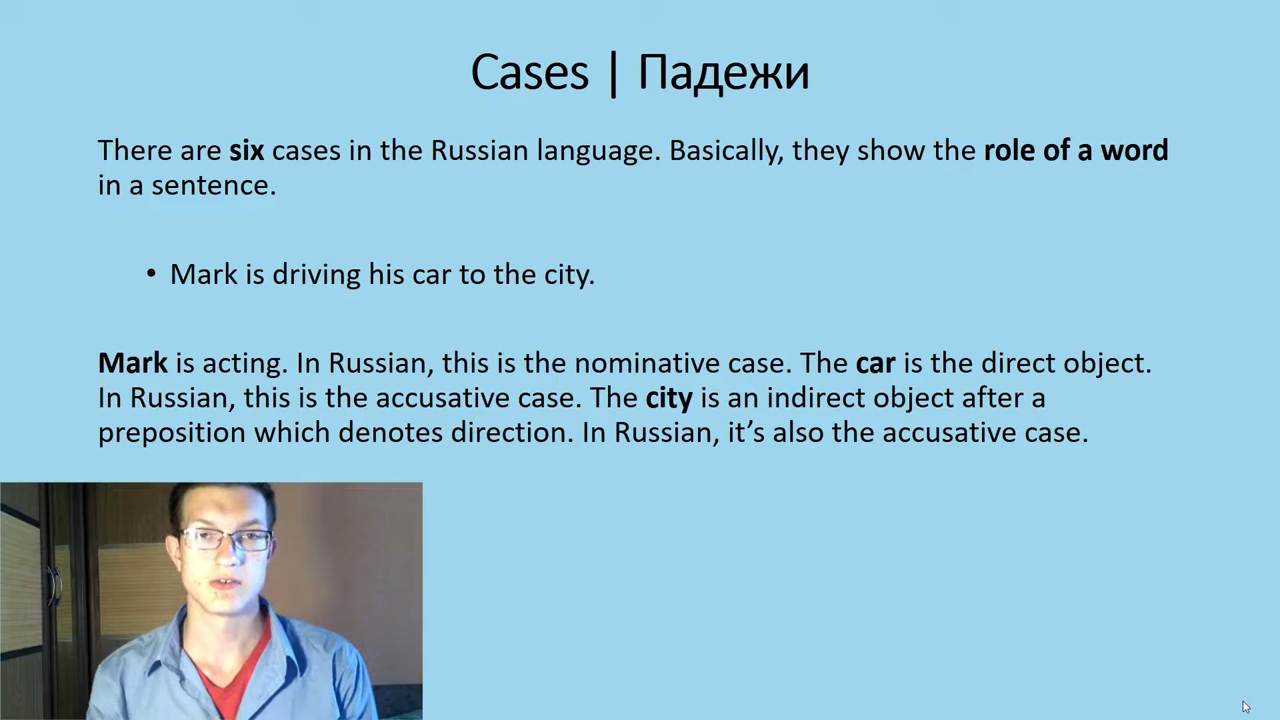 Cases | Падежи
There are six cases in the Russian language. Basically, they show the role of a word
in a sentence.
• Mark is driving his car to the city.
Mark is acting. In Russian, this is the nominative case. The car is the direct object.
In Russian, this is the accusative case. The city is an indirect object after a
preposition which denotes direction. In Russian, it’s also the accusative case.